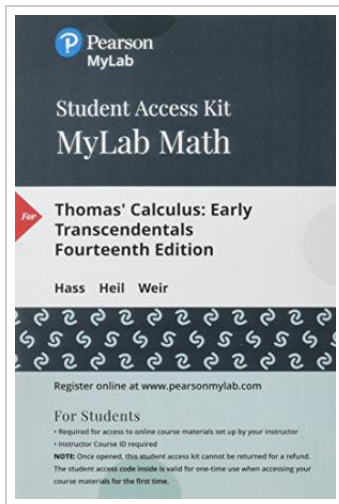 Pearson
MyLab
Student Access Kit
MyLab Math
For
Thomas' Calculus: Early
Transcendentals
Fourteenth Edition
Hass Heil Weir
Register online at www.pearsonmylab.com
For Students
• Required for access to online course materials set up by your instructor
• Instructor Course ID required
NOTE: Once opened, this student access kit cannot be returned for a refund.
The student access code inside is valid for one-time use when accessing your
course materials for the first time.